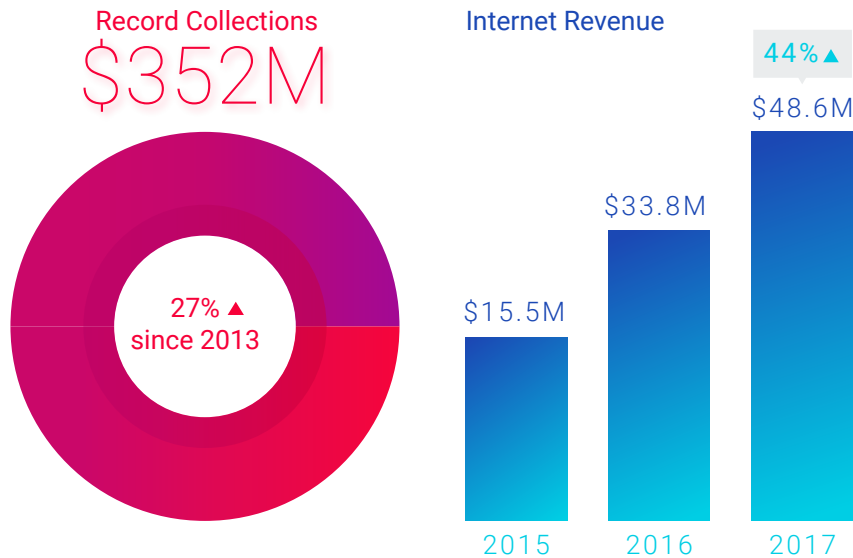 Record Collections
$352M
27% ▲
since 2013
Internet Revenue
44% ▲
$48.6M
$33.8M
$15.5M
2015 2016 2017